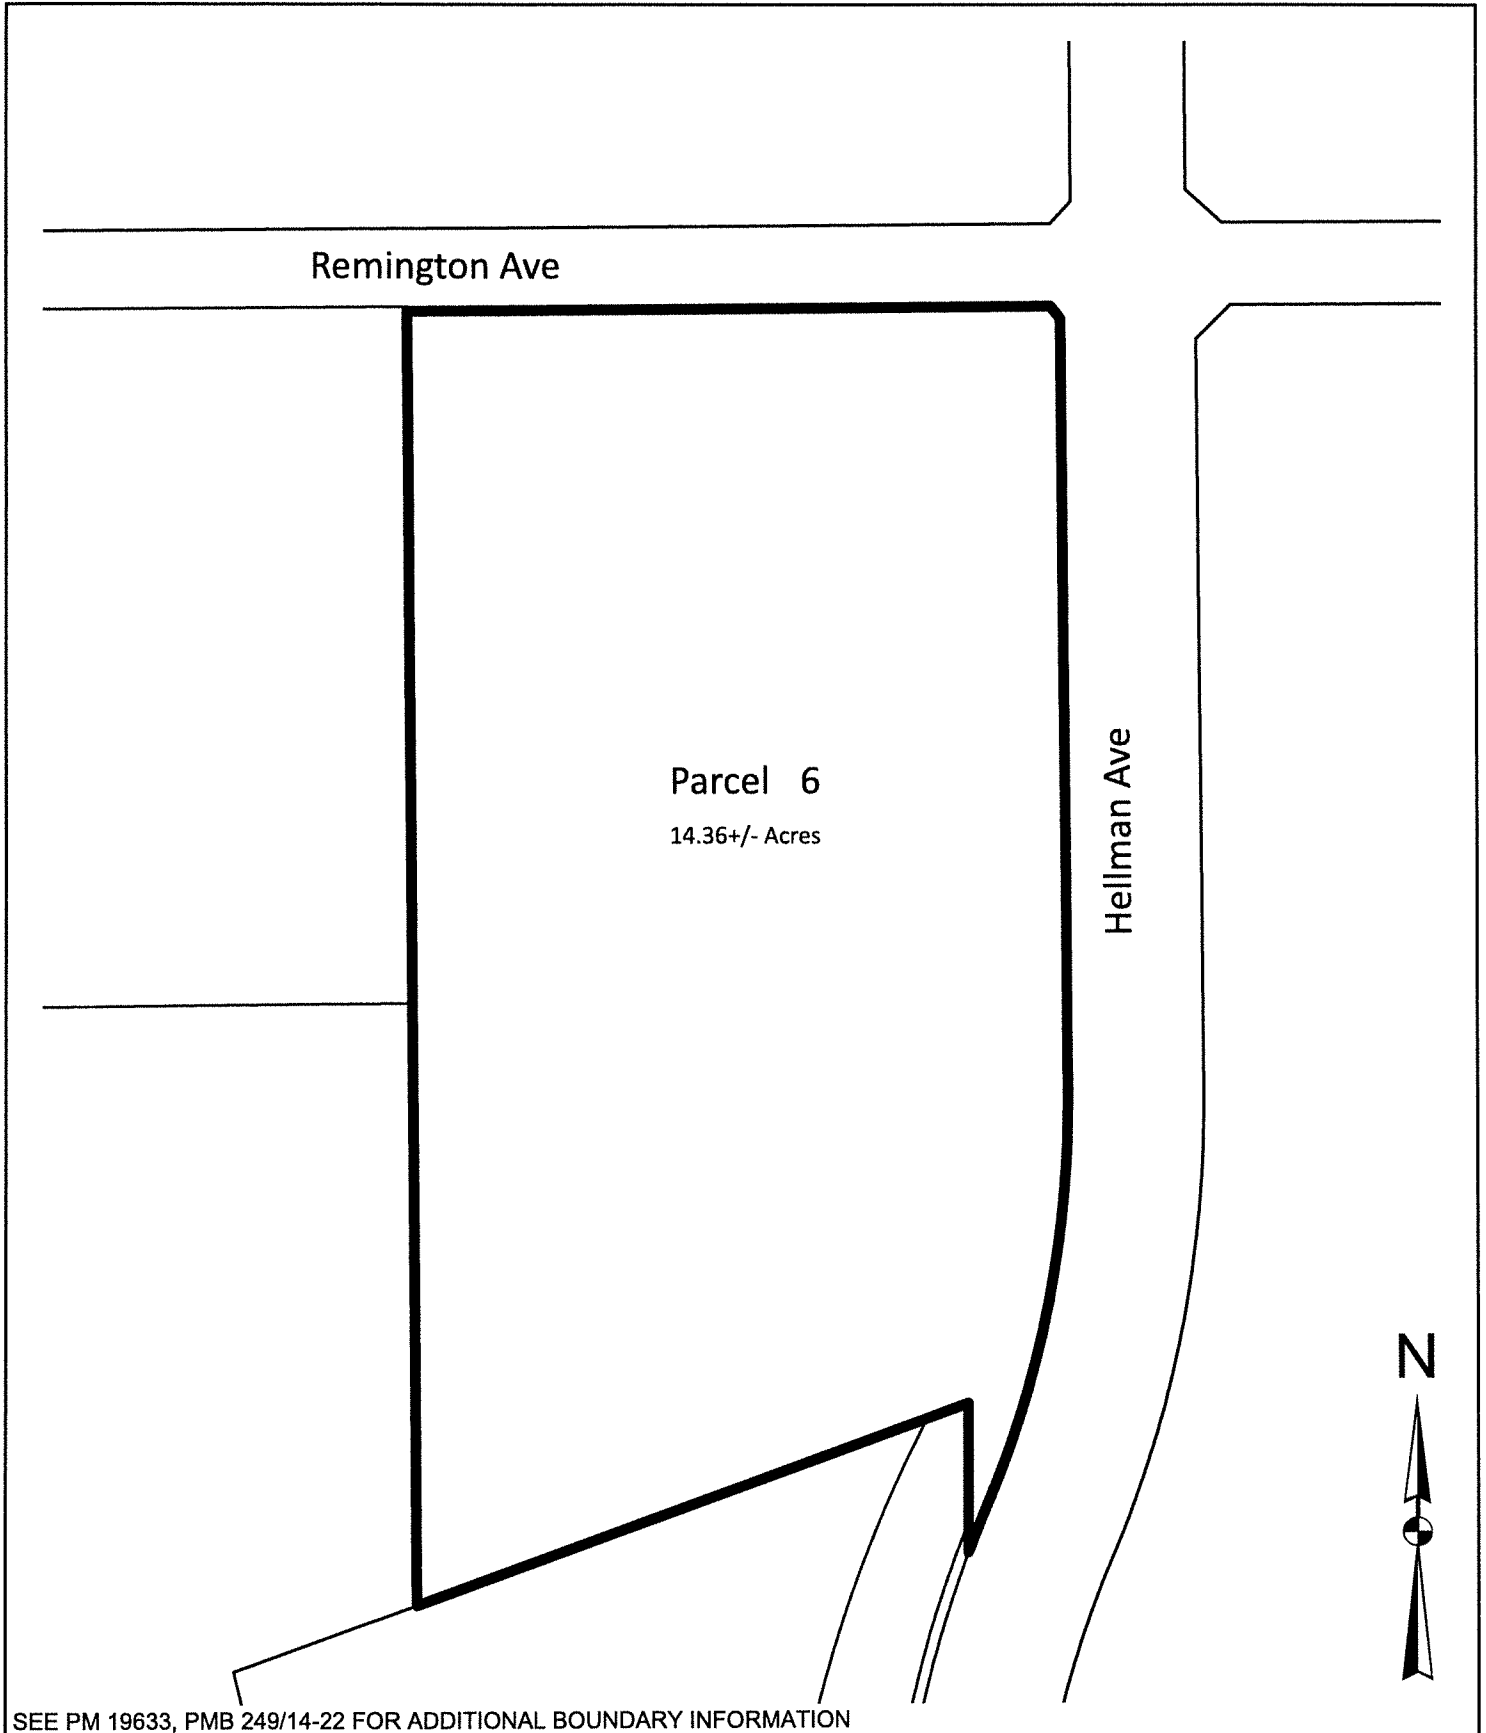 Remington Ave
Parcel 6
14.36+/- Acres
Hellman Ave
N
SEE PM 19633, PMB 249/14-22 FOR ADDITIONAL BOUNDARY INFORMATION